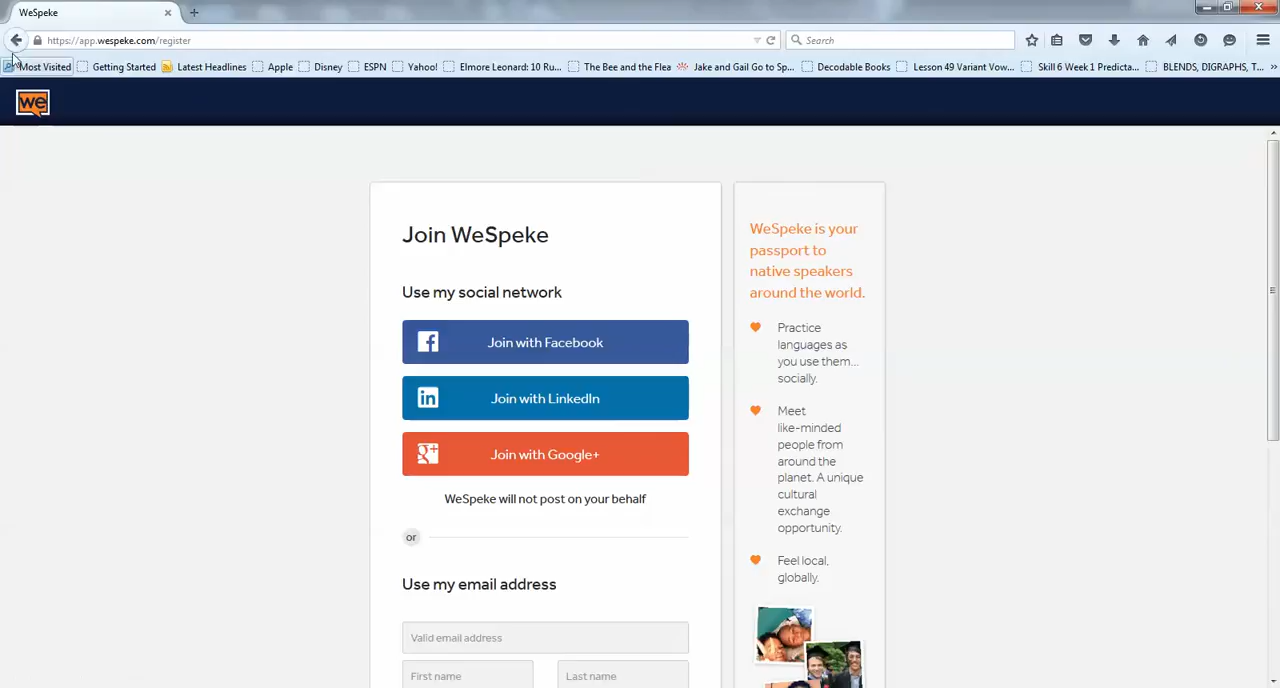 WeSpeke
https://app.wespeke.com/register
Search
Most Visited
Getting Started
Latest Headlines
Apple
Disney
ESPN
Yahoo!
Elmore Leonard: 10 Ru...
The Bee and the Flea
Jake and Gail Go to Sp...
Decodable Books
Lesson 49 Variant Vow...
Skill 6 Week 1 Predicta...
BLENDS, DIGRAPHS, T...
we
Join WeSpeke
Use my social network
Join with Facebook
Join with LinkedIn
Join with Google+
WeSpeke will not post on your behalf
or
Use my email address
Valid email address
First name
Last name
WeSpeke is your
passport to
native speakers
around the world.
Practice
languages as
you use them...
socially.
Meet
like-minded
people from
around the
planet. A unique
cultural
exchange
opportunity.
Feel local,
globally.